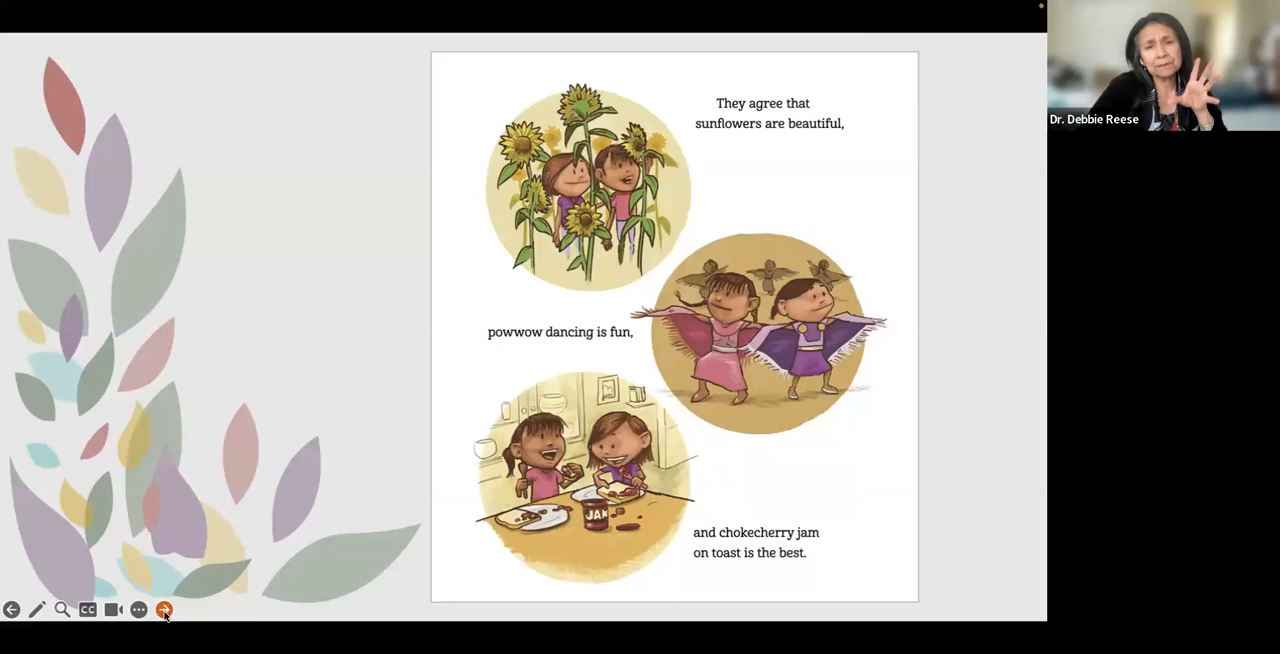 They agree that
sunflowers are beautiful,
Dr. Debbie Reese
powwow dancing is fun,
JAM
and chokecherry jam
on toast is the best.
CC